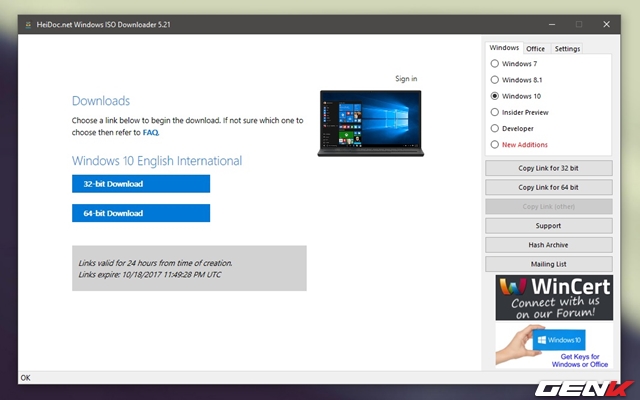 HeiDoc.net Windows ISO Downloader 5.21
Sign in
Downloads
Choose a link below to begin the download. If not sure which one to
choose then refer to FAQ.
Windows 10 English International
32-bit Download
64-bit Download
Links valid for 24 hours from time of creation.
Links expire: 10/18/2017 11:49:28 PM UTC
Windows
Office
Settings
Windows 7
Windows 8.1
Windows 10
Insider Preview
Developer
New Additions
Copy Link for 32 bit
Copy Link for 64 bit
Copy Link (other)
Support
Hash Archive
Mailing List
WinCert
Connect with us
on our Forum!
Windows 10
Get Keys for
Windows or Office
OK
GENK